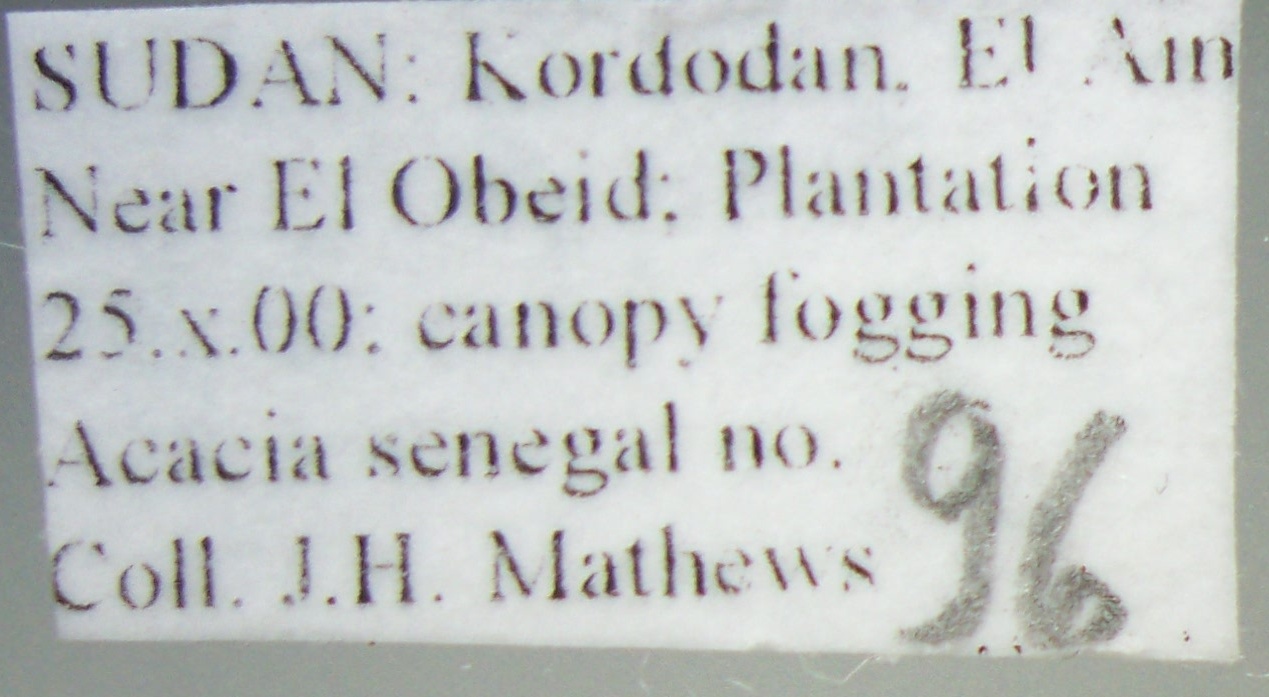 SUDAN: Kordodan, El Ain
Near El Obeid; Plantation
25.x.00; canopy fogging
Acacia senegal no. 96
Coll. J.H. Mathews